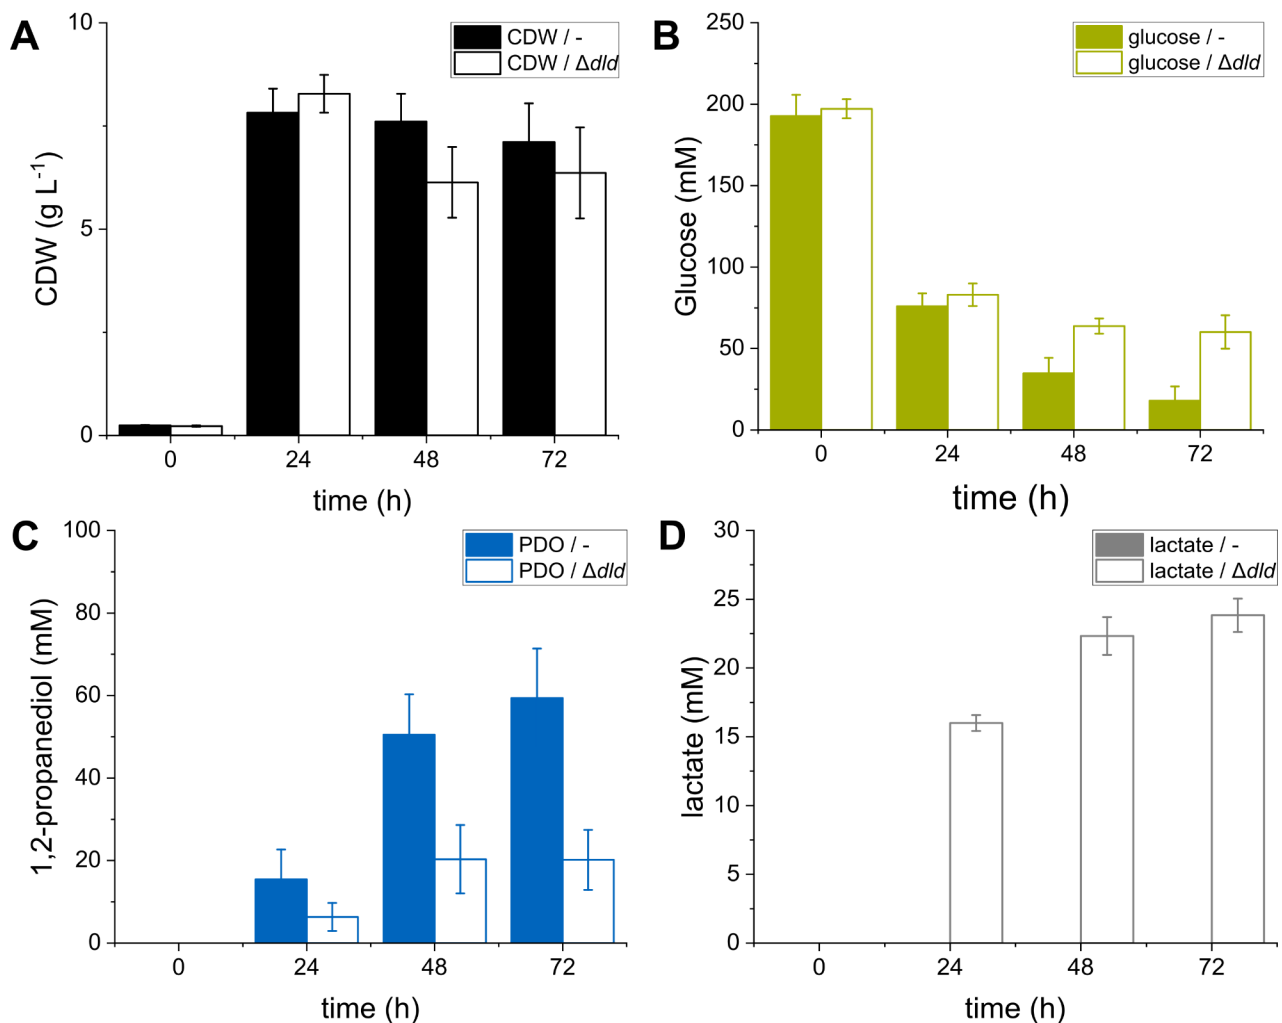 A
CDW (g L⁻¹)
10
5
0
CDW / -
CDW / Δdld
0 24 48 72
time (h)
B
Glucose (mM)
250
200
150
100
50
0
glucose / -
glucose / Δdld
0 24 48 72
time (h)
C
1,2-propanediol (mM)
100
80
60
40
20
0
PDO / -
PDO / Δdld
0 24 48 72
time (h)
D
lactate (mM)
30
25
20
15
10
5
0
lactate / -
lactate / Δdld
0 24 48 72
time (h)